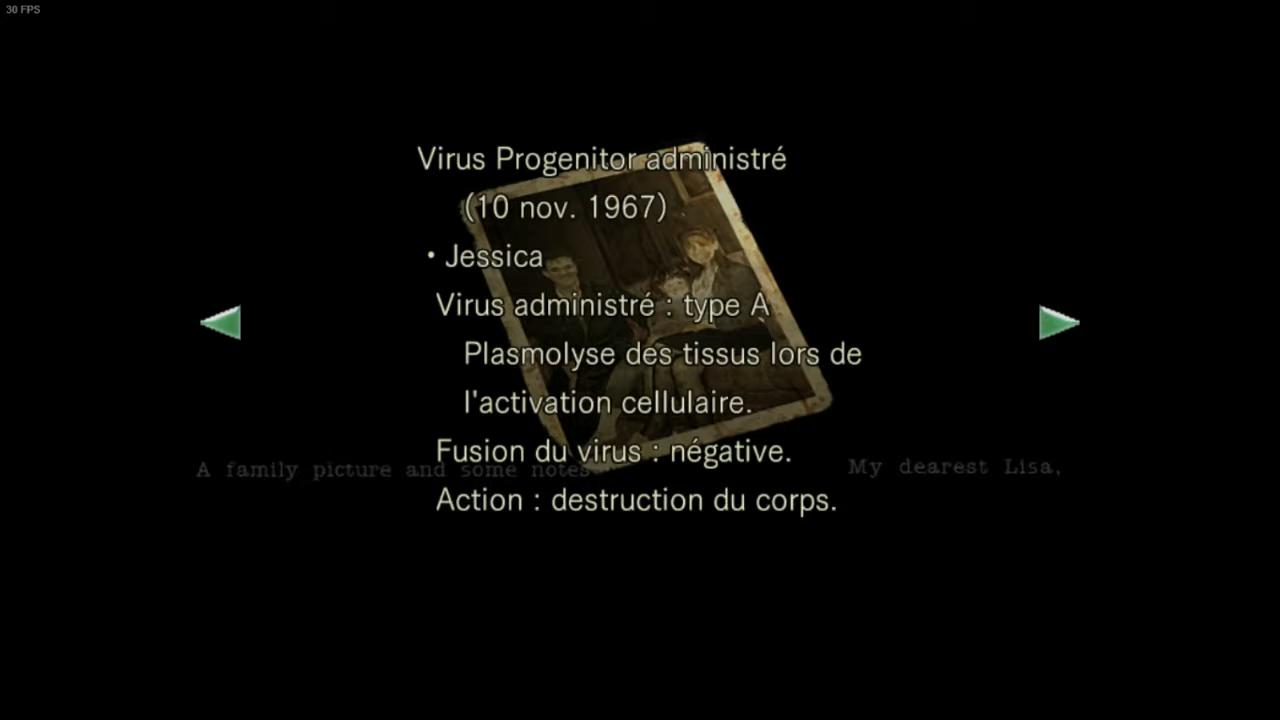 30 FPS
Virus Progenitor administré
(10 nov. 1967)
• Jessica
Virus administré : type A
Plasmolyse des tissus lors de
l'activation cellulaire.
Fusion du virus : négative.
A family picture and some notes
My dearest Lisa,
Action : destruction du corps.